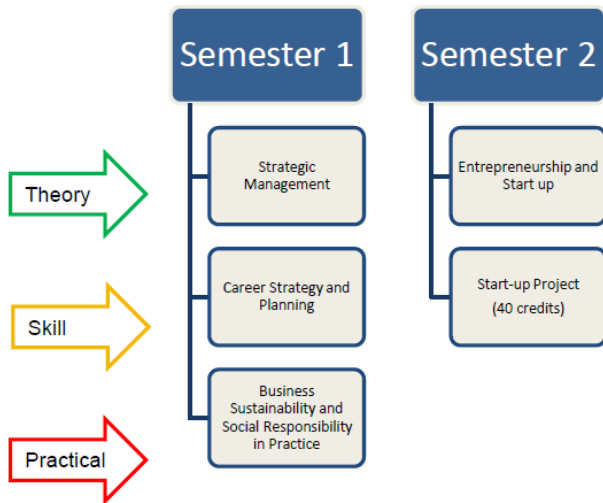 Semester 1
Semester 2
Theory
Strategic
Management
Entrepreneurship and
Start up
Skill
Career Strategy and
Planning
Start-up Project
(40 credits)
Practical
Business
Sustainability and
Social Responsibility
in Practice